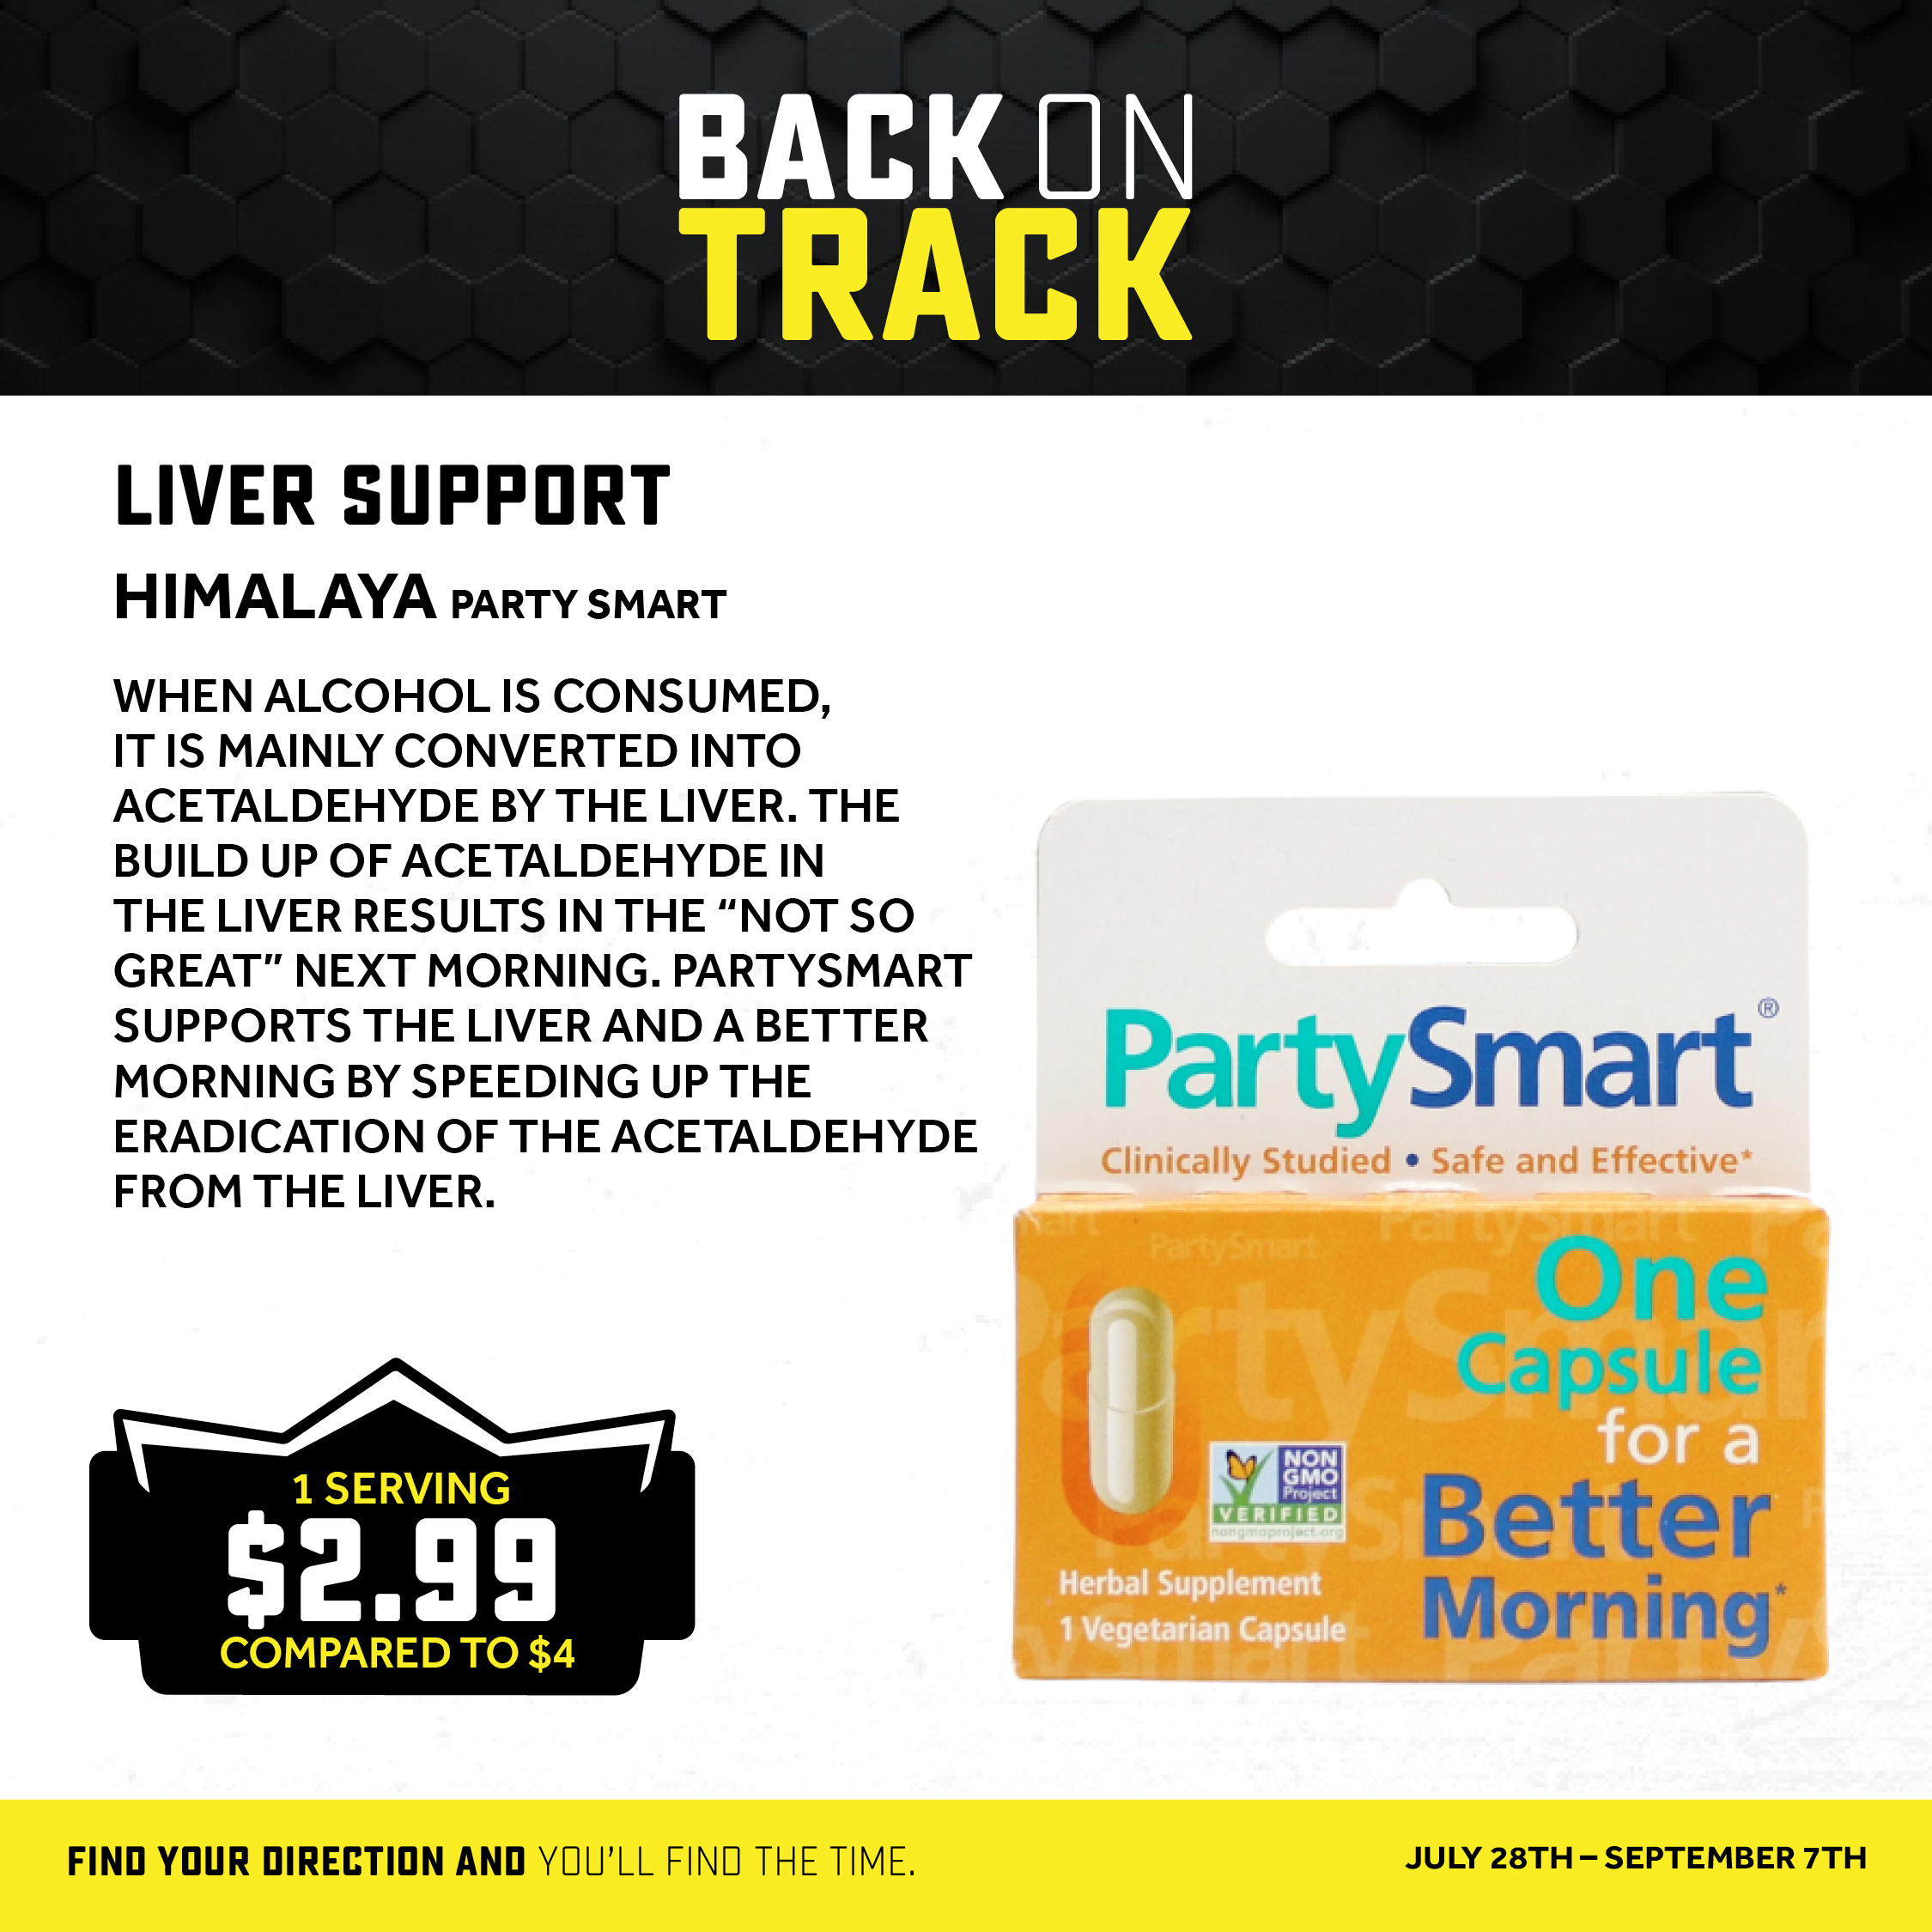 BACK ON
TRACK
LIVER SUPPORT
HIMALAYA PARTY SMART
WHEN ALCOHOL IS CONSUMED,
IT IS MAINLY CONVERTED INTO
ACETALDEHYDE BY THE LIVER. THE
BUILD UP OF ACETALDEHYDE IN
THE LIVER RESULTS IN THE “NOT SO
GREAT” NEXT MORNING. PARTYSMART
SUPPORTS THE LIVER AND A BETTER
MORNING BY SPEEDING UP THE
ERADICATION OF THE ACETALDEHYDE
FROM THE LIVER.
1 SERVING
$2.99
COMPARED TO $4
PartySmart®
Clinically Studied • Safe and Effective*
PartySmart
One
Capsule
for a
Better
Morning*
NON
GMO
Project
VERIFIED
nongmoproject.org
Herbal Supplement
1 Vegetarian Capsule
FIND YOUR DIRECTION AND YOU'LL FIND THE TIME.
JULY 28TH – SEPTEMBER 7TH